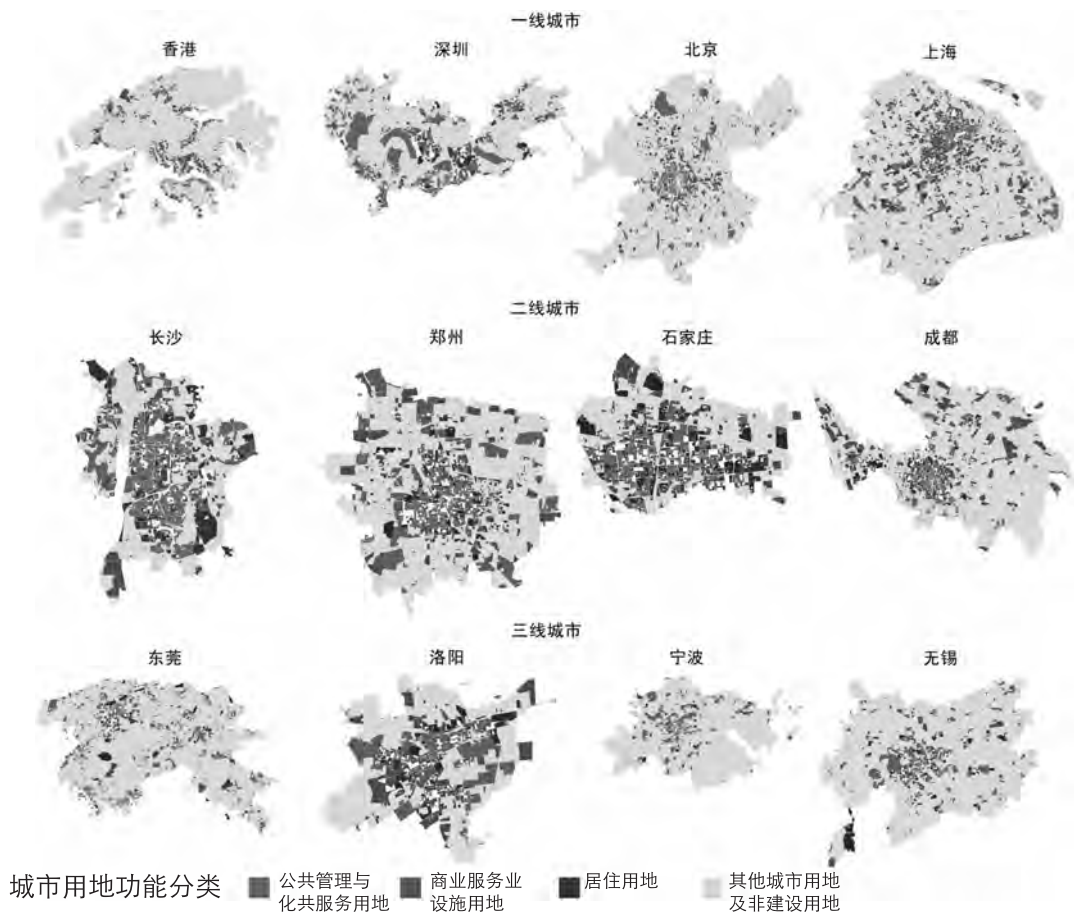 一线城市
香港 深圳 北京 上海
二线城市
长沙 郑州 石家庄 成都
三线城市
东莞 洛阳 宁波 无锡
城市用地功能分类
公共管理与
化共服务用地
商业服务业
设施用地
居住用地
其他城市用地
及非建设用地